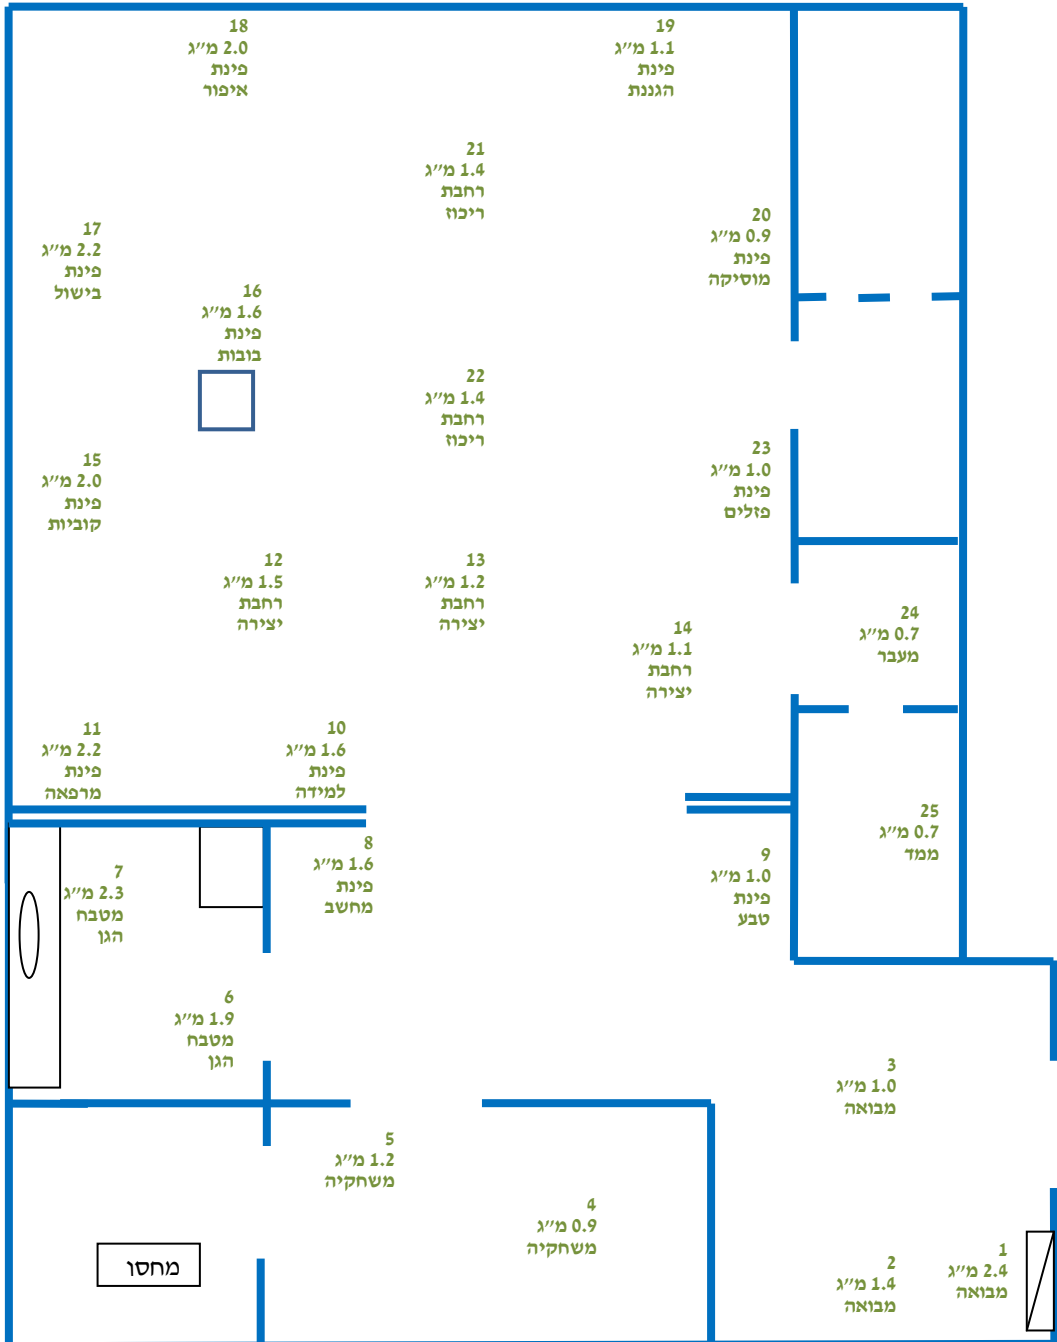 18
2.0 מ״ג
פינת
איפור
19
1.1 מ״ג
פינת
הגננת
21
1.4 מ״ג
רחבת
ריכוז
20
0.9 מ״ג
פינת
מוסיקה
17
2.2 מ״ג
פינת
בישול
16
1.6 מ״ג
פינת
בובות
22
1.4 מ״ג
רחבת
ריכוז
23
1.0 מ״ג
פינת
פזלים
15
2.0 מ״ג
פינת
קוביות
12
1.5 מ״ג
רחבת
יצירה
13
1.2 מ״ג
רחבת
יצירה
14
1.1 מ״ג
רחבת
יצירה
24
0.7 מ״ג
מעבר
11
2.2 מ״ג
פינת
מרפאה
10
1.6 מ״ג
פינת
למידה
25
0.7 מ״ג
ממד
8
1.6 מ״ג
פינת
מחשב
9
1.0 מ״ג
פינת
טבע
7
2.3 מ״ג
מטבח
הגן
6
1.9 מ״ג
מטבח
הגן
3
1.0 מ״ג
מבואה
5
1.2 מ״ג
משחקיה
4
0.9 מ״ג
משחקיה
מחסו
2
1.4 מ״ג
מבואה
1
2.4 מ״ג
מבואה